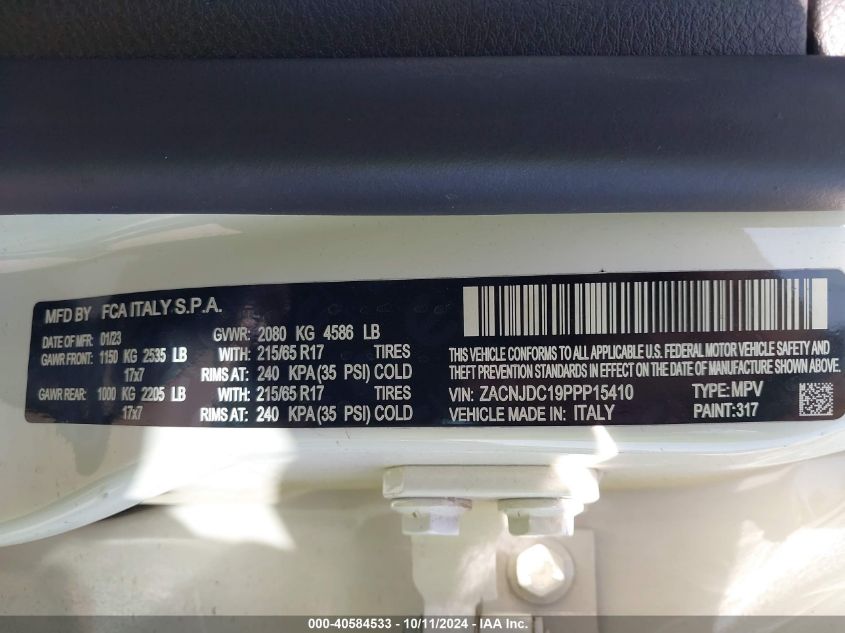 MFD BY FCA ITALY S.P.A.
DATE OF MFR: 01/23 GVWR: 2080 KG 4586 LB
GAWR FRONT: 1150 KG 2535 LB WITH: 215/65 R17 TIRES
17x7 RIMS AT: 240 KPA (35 PSI) COLD
GAWR REAR: 1000 KG 2205 LB WITH: 215/65 R17 TIRES
17x7 RIMS AT: 240 KPA (35 PSI) COLD
THIS VEHICLE CONFORMS TO ALL APPLICABLE U.S. FEDERAL MOTOR VEHICLE SAFETY AND
THEFT PREVENTION STANDARDS IN EFFECT ON THE DATE OF MANUFACTURE SHOWN ABOVE.
VIN: ZACNJDC19PPP15410 TYPE: MPV
VEHICLE MADE IN: ITALY PAINT: 317
000-40584533 - 10/11/2024 - IAA Inc.